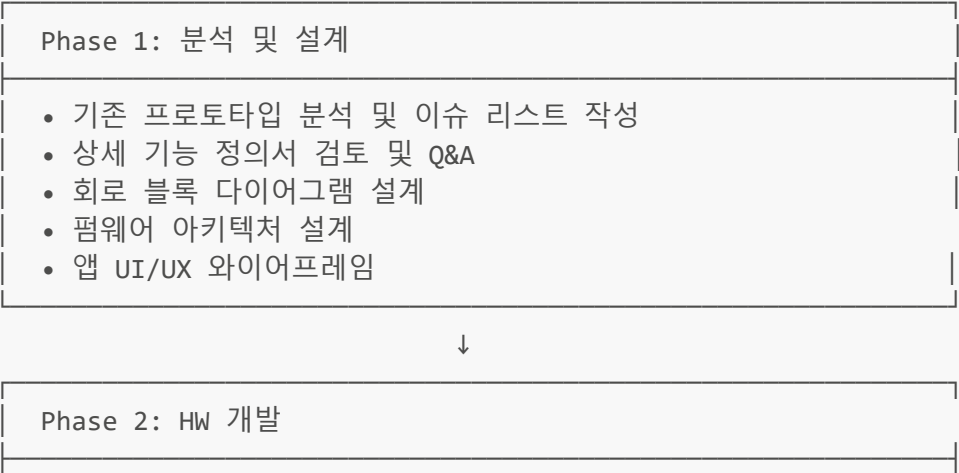 Phase 1: 분석 및 설계
• 기존 프로토타입 분석 및 이슈 리스트 작성
• 상세 기능 정의서 검토 및 Q&A
• 회로 블록 다이어그램 설계
• 펌웨어 아키텍처 설계
• 앱 UI/UX 와이어프레임
↓
Phase 2: HW 개발